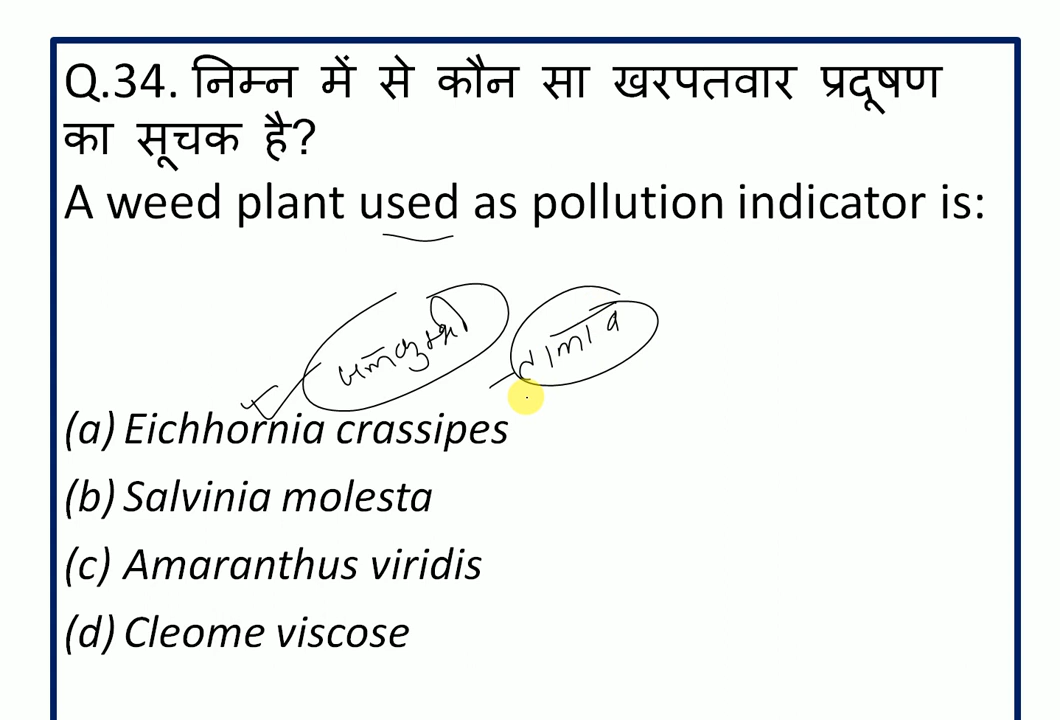 Q.34. निम्न में से कौन सा खरपतवार प्रदूषण
का सूचक है?
A weed plant used as pollution indicator is:
(a) Eichhornia crassipes
(b) Salvinia molesta
(c) Amaranthus viridis
(d) Cleome viscose